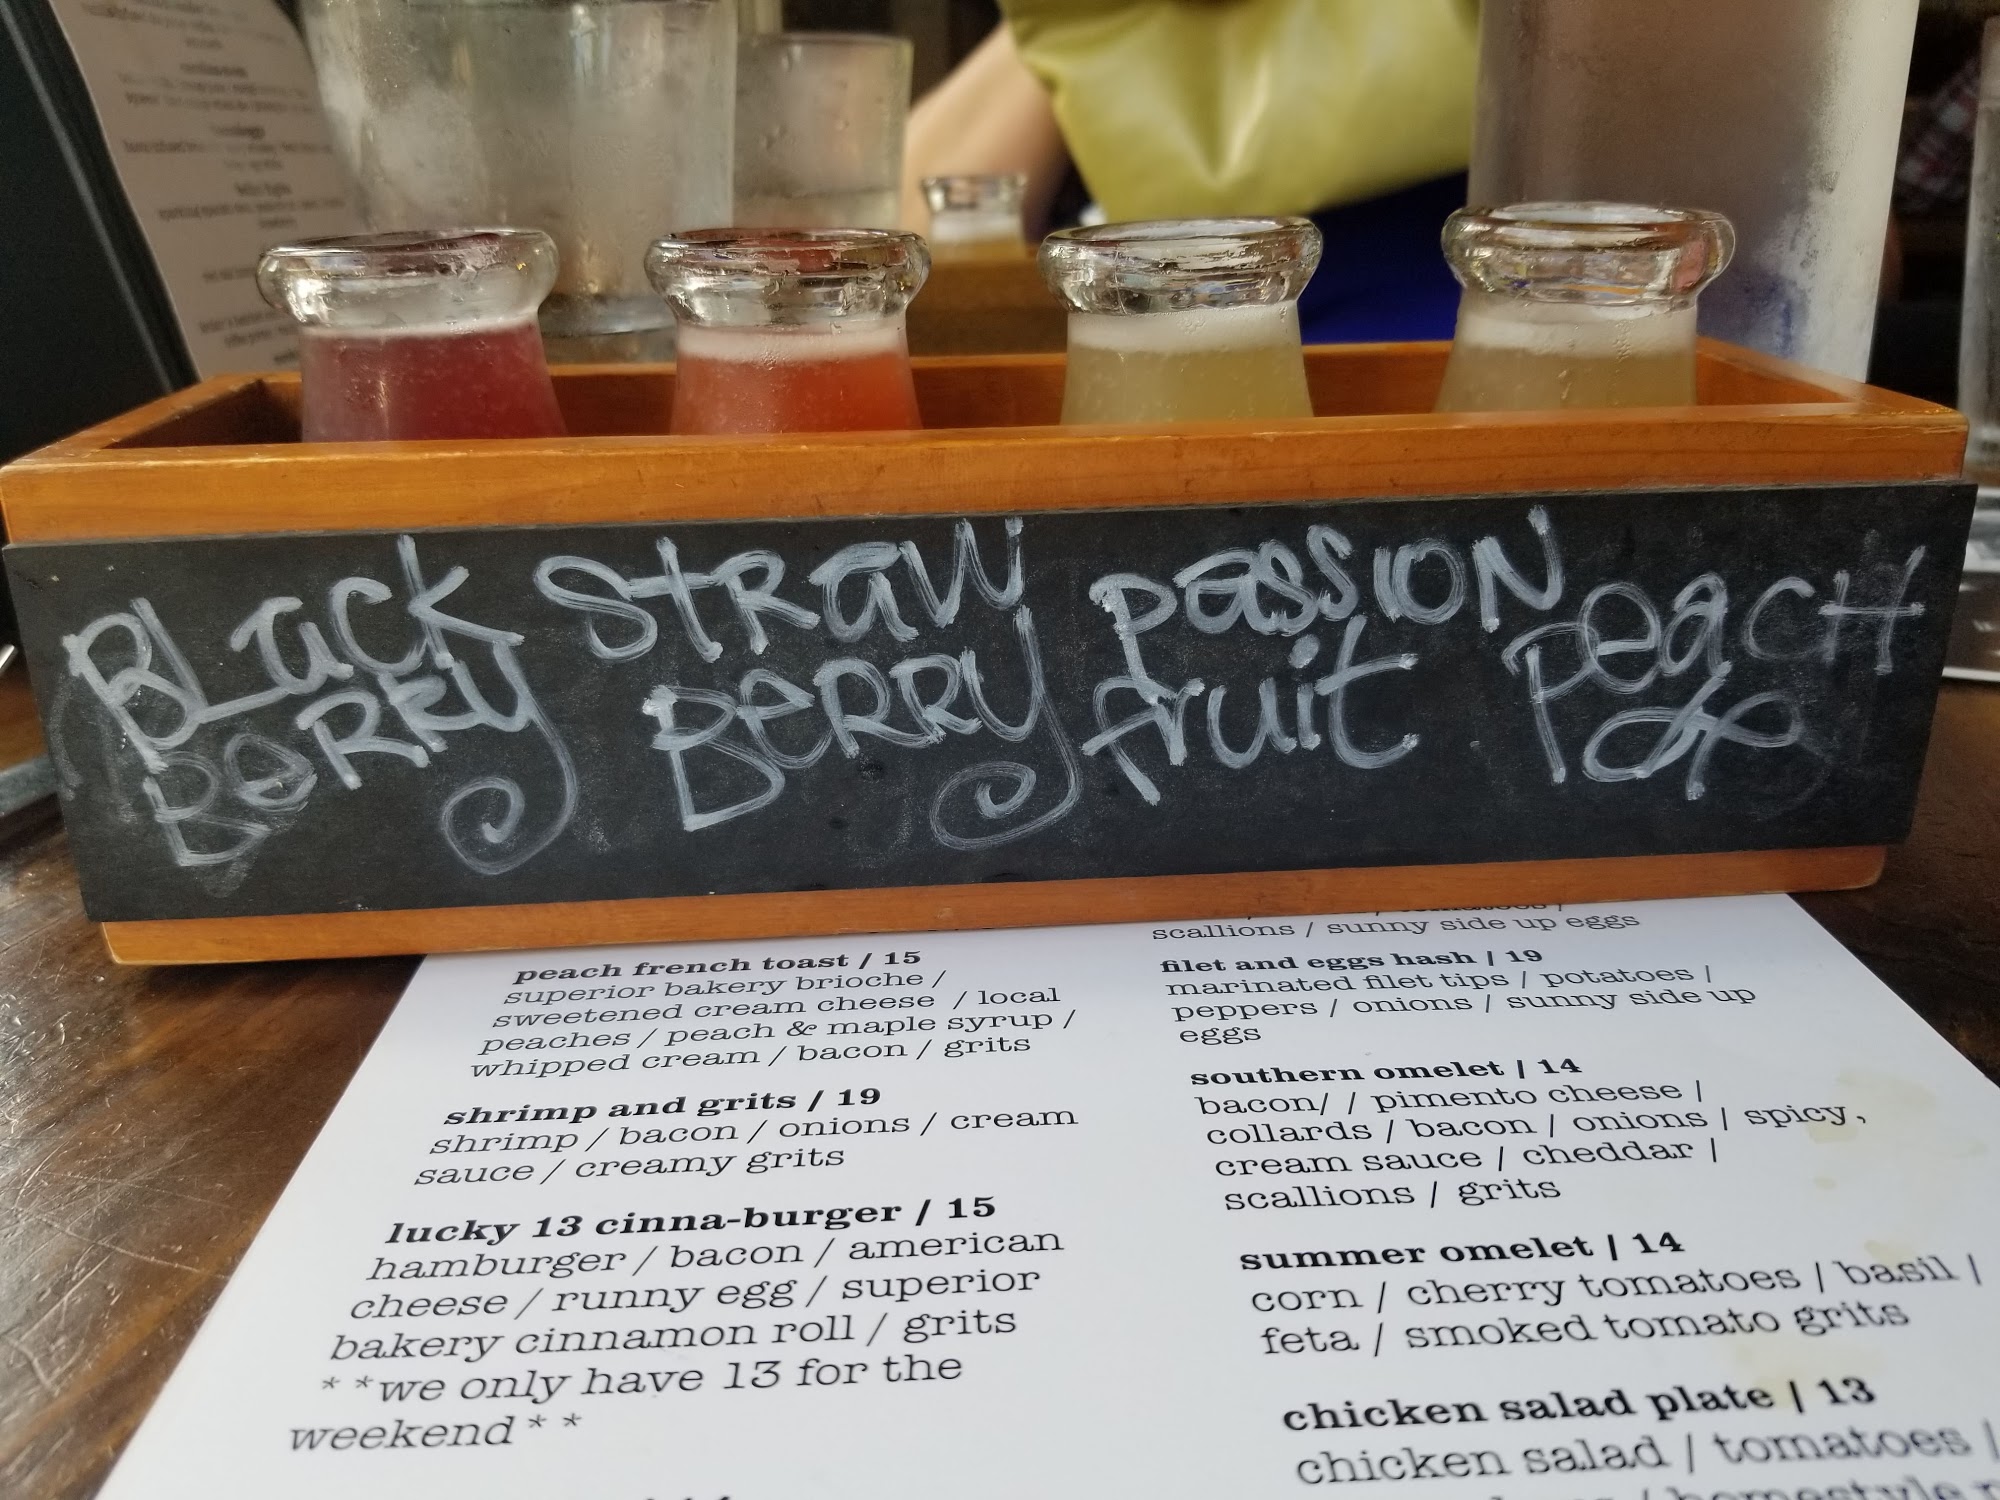 BLack STRaw Passion Peach
BeRRy BeRRy fruit
scallions / sunny side up eggs
peach french toast / 15
superior bakery brioche /
sweetened cream cheese / local
peaches / peach & maple syrup /
whipped cream / bacon / grits
shrimp and grits / 19
shrimp / bacon / onions / cream
sauce / creamy grits
lucky 13 cinna-burger / 15
hamburger / bacon / american
cheese / runny egg / superior
bakery cinnamon roll / grits
**we only have 13 for the
weekend**
filet and eggs hash / 19
marinated filet tips / potatoes /
peppers / onions / sunny side up
eggs
southern omelet / 14
bacon/ / pimento cheese /
collards / bacon / onions / spicy,
cream sauce / cheddar /
scallions / grits
summer omelet / 14
corn / cherry tomatoes / basil /
feta / smoked tomato grits
chicken salad plate / 13
chicken salad / tomatoes /